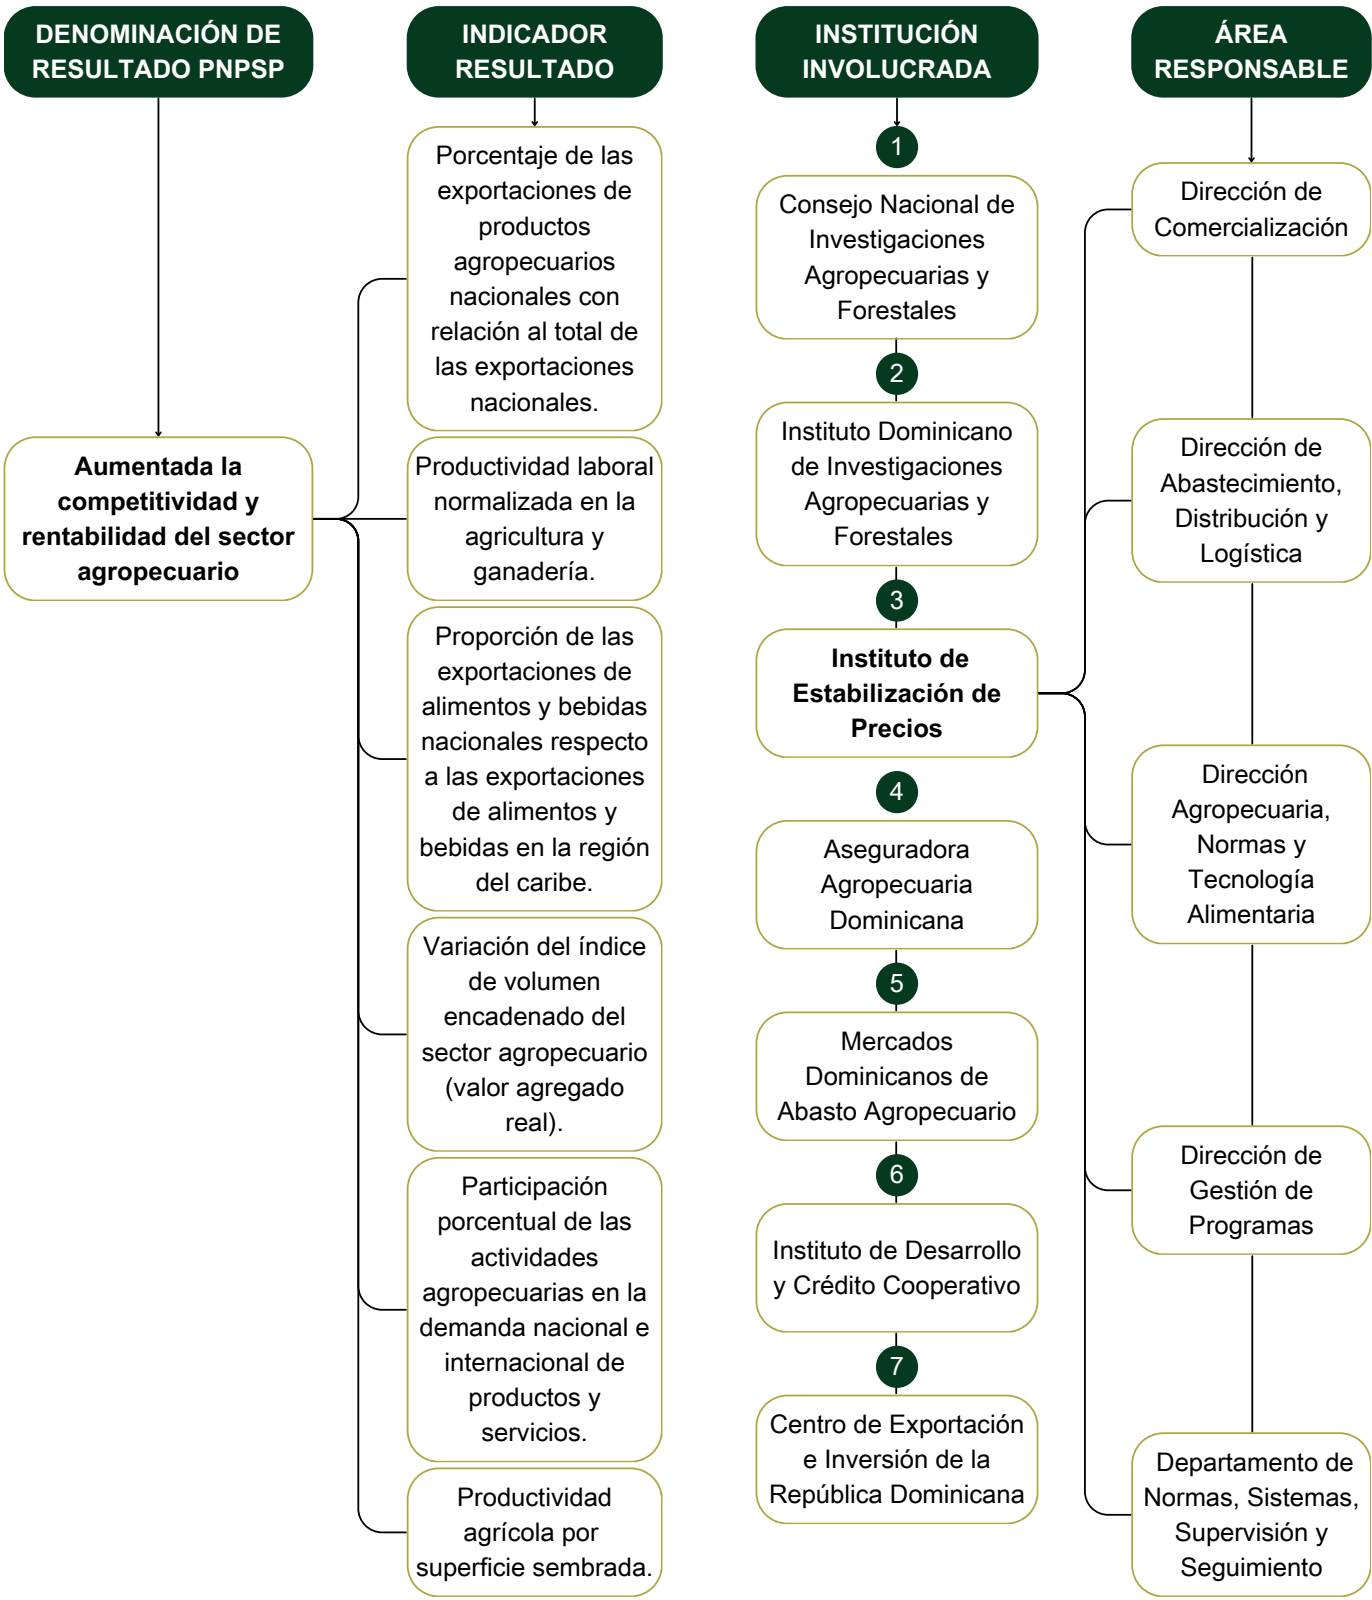 DENOMINACIÓN DE
RESULTADO PNPSP
Aumentada la
competitividad y
rentabilidad del sector
agropecuario
INDICADOR
RESULTADO
Porcentaje de las
exportaciones de
productos
agropecuarios
nacionales con
relación al total de
las exportaciones
nacionales.
Productividad laboral
normalizada en la
agricultura y
ganadería.
Proporción de las
exportaciones de
alimentos y bebidas
nacionales respecto
a las exportaciones
de alimentos y
bebidas en la región
del caribe.
Variación del índice
de volumen
encadenado del
sector agropecuario
(valor agregado
real).
Participación
porcentual de las
actividades
agropecuarias en la
demanda nacional e
internacional de
productos y
servicios.
Productividad
agrícola por
superficie sembrada.
INSTITUCIÓN
INVOLUCRADA
1
Consejo Nacional de
Investigaciones
Agropecuarias y
Forestales
2
Instituto Dominicano
de Investigaciones
Agropecuarias y
Forestales
3
Instituto de
Estabilización de
Precios
4
Aseguradora
Agropecuaria
Dominicana
5
Mercados
Dominicanos de
Abasto Agropecuario
6
Instituto de Desarrollo
y Crédito Cooperativo
7
Centro de Exportación
e Inversión de la
República Dominicana
ÁREA
RESPONSABLE
Dirección de
Comercialización
Dirección de
Abastecimiento,
Distribución y
Logística
Dirección
Agropecuaria,
Normas y
Tecnología
Alimentaria
Dirección de
Gestión de
Programas
Departamento de
Normas, Sistemas,
Supervisión y
Seguimiento